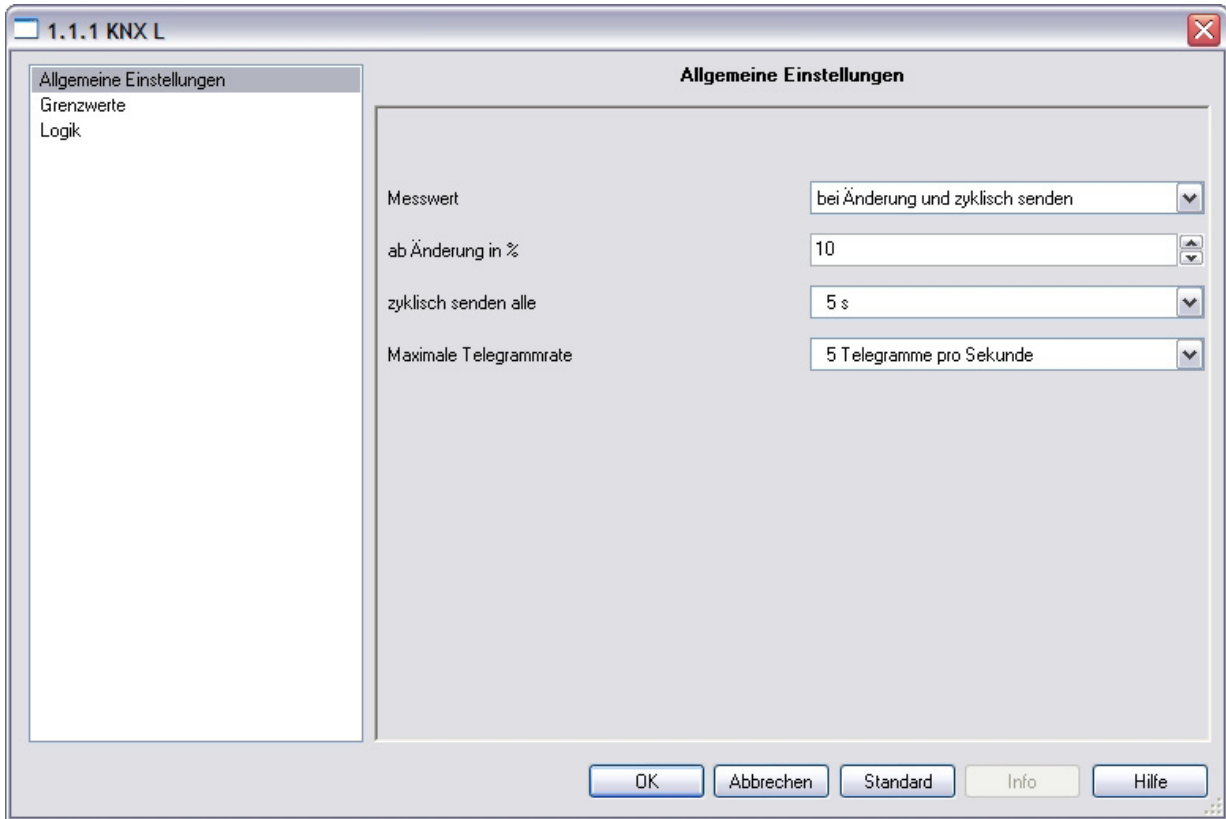 1.1.1 KNX L
Allgemeine Einstellungen
Grenzwerte
Logik
Allgemeine Einstellungen
Messwert bei Änderung und zyklisch senden
ab Änderung in % 10
zyklisch senden alle 5 s
Maximale Telegrammrate 5 Telegramme pro Sekunde
OK Abbrechen Standard Info Hilfe